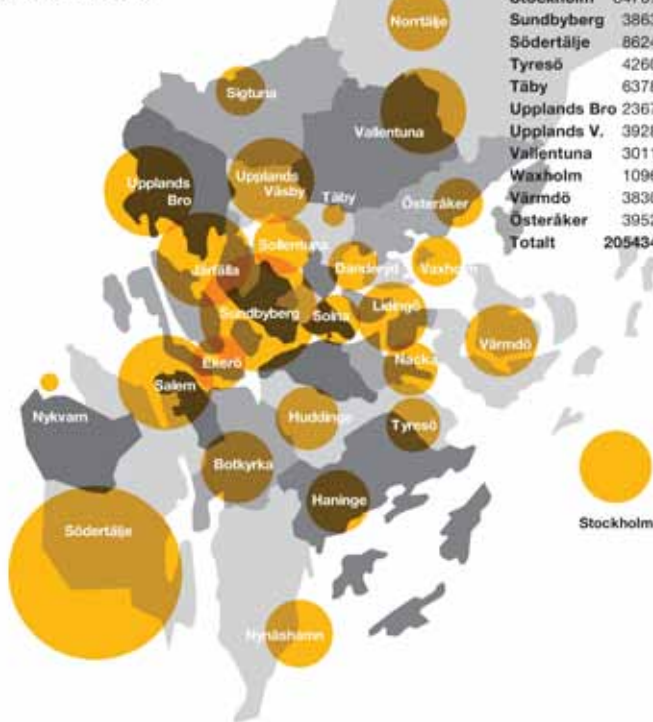 Stockholm
Sundbyberg 3863
Södertälje 8624
Tyresö 4260
Täby 6378
Upplands Bro 2367
Upplands V. 3928
Vallentuna 3011
Waxholm 1096
Värmdö 3830
Österåker 3952
Totalt 205434
Norrtälje
Sigtuna
Vallentuna
Upplands
Bro
Upplands
Väsby
Täby
Österåker
Sollentuna
Järfälla
Danderyd
Vaxholm
Sundbyberg
Solna
Lidingö
Värmdö
Ekerö
Nacka
Salem
Nykvarn
Huddinge
Tyresö
Botkyrka
Haninge
Södertälje
Stockholm
Nynäshamn